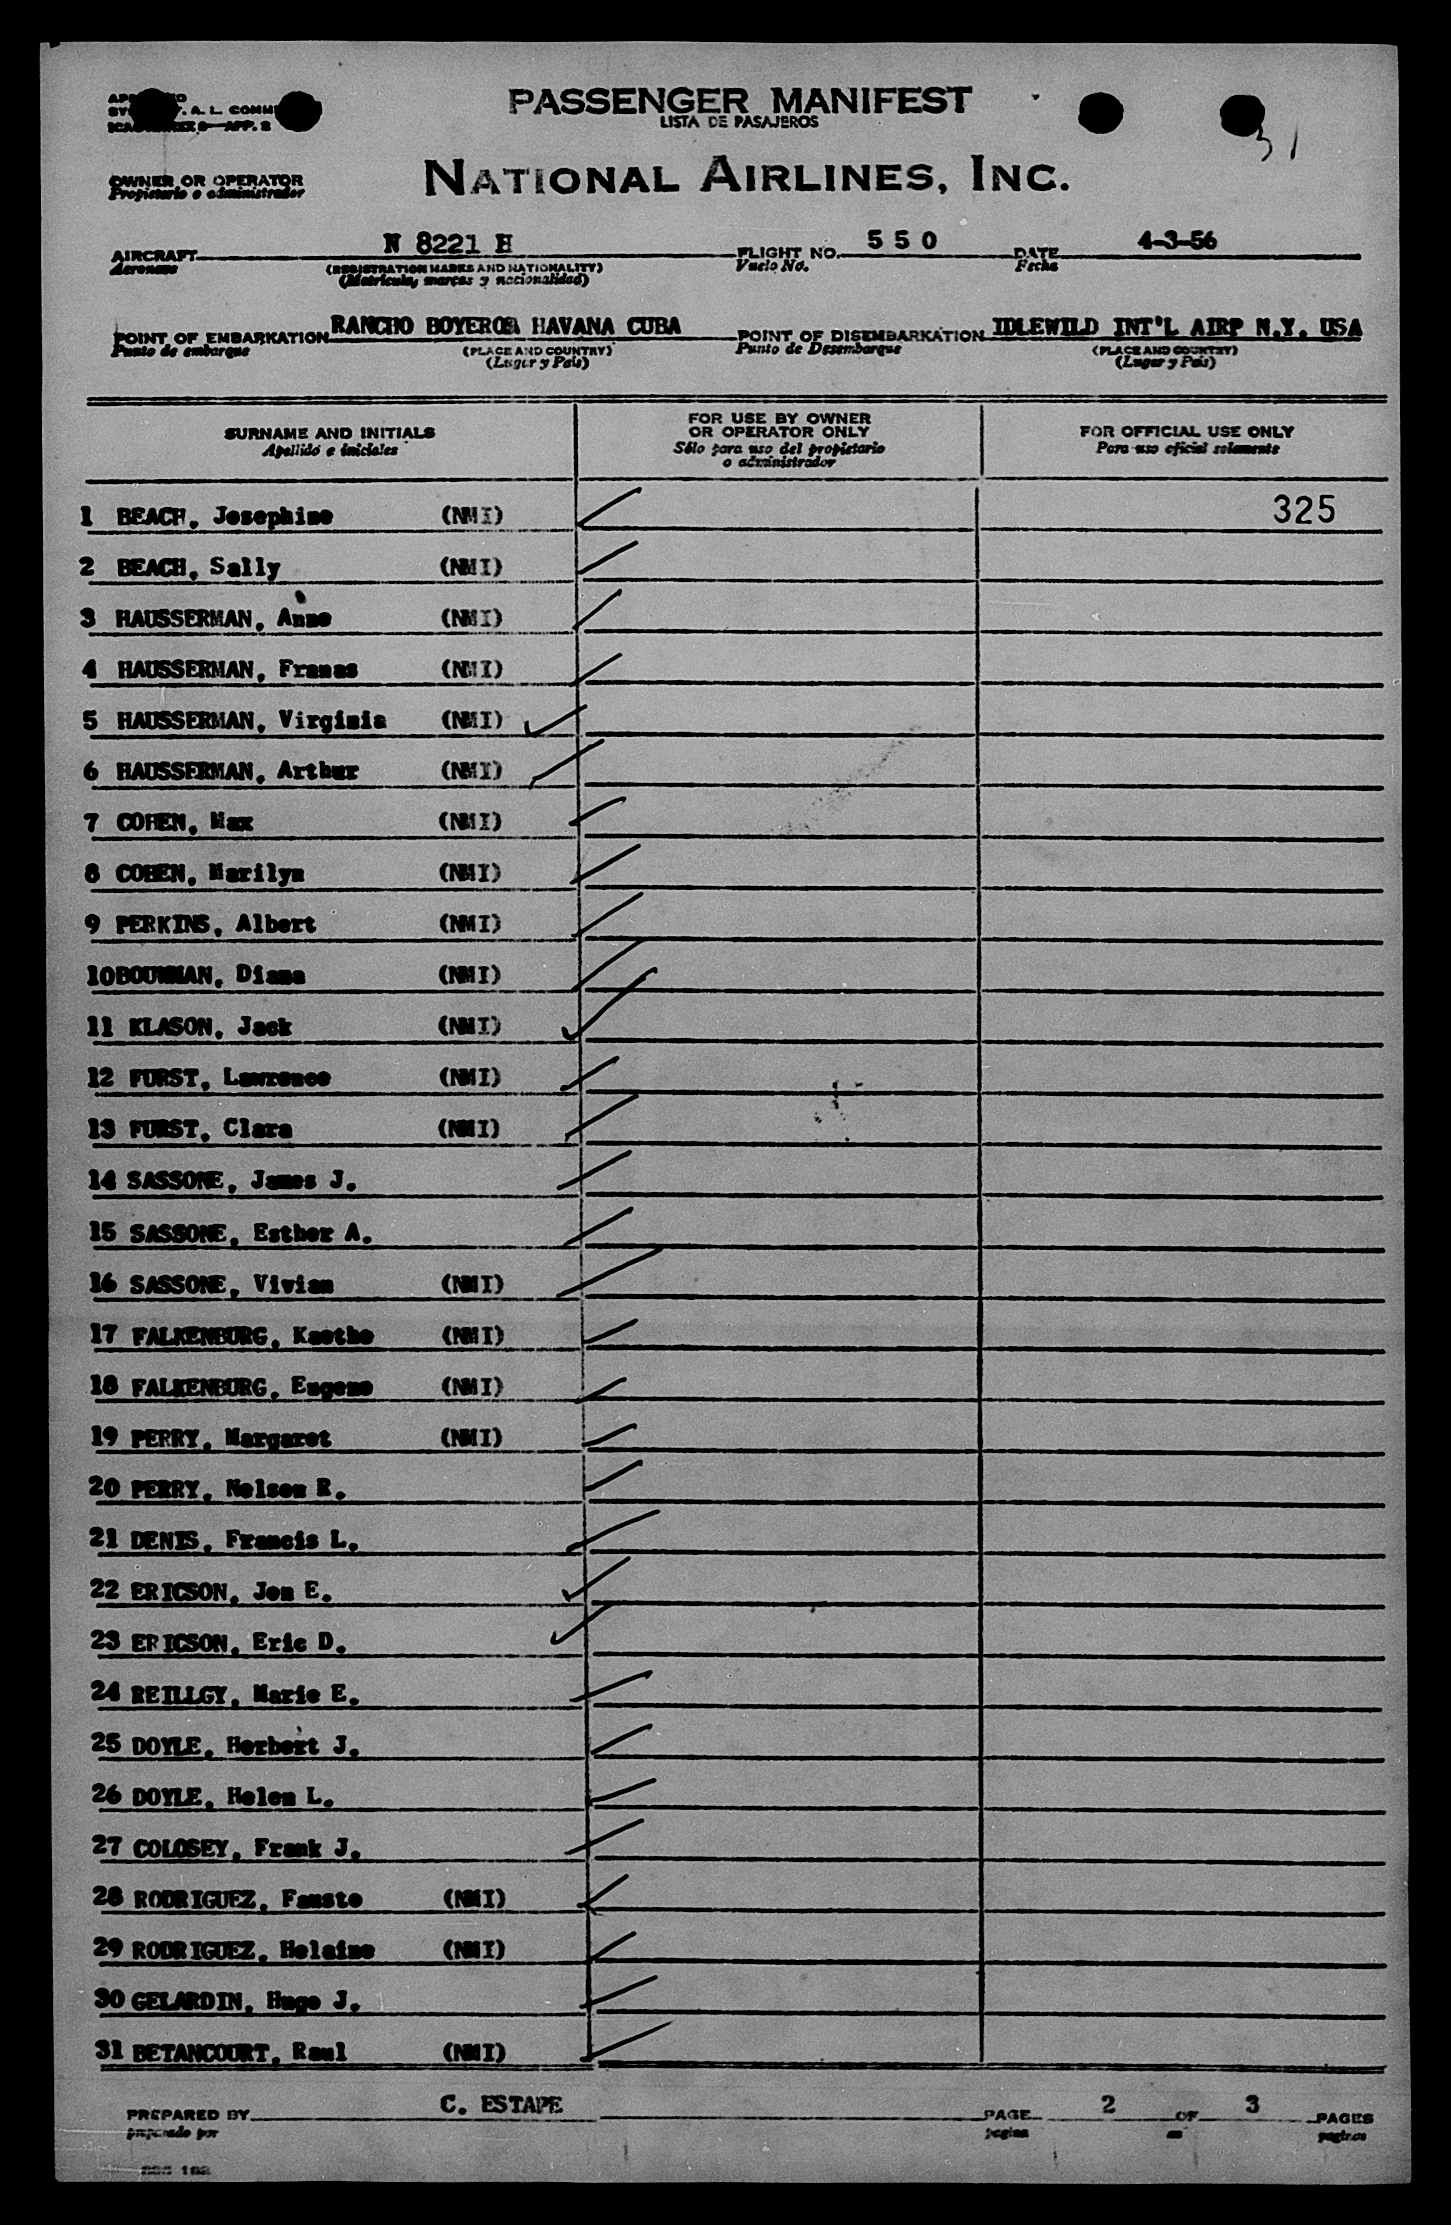 PASSENGER MANIFEST
LISTA DE PASAJEROS
A. L. COMM
APP. 2
31
OWNER OR OPERATOR
Propietario o administrador
NATIONAL AIRLINES, INC.
AIRCRAFT N 8221 H FLIGHT NO. 5 5 0 DATE 4-3-56
Aeronave (REGISTRATION MARKS AND NATIONALITY) Vuelo No. Fecha
(Matricula, marcas y nacionalidad)
POINT OF EMBARKATION RANCHO BOYEROS HAVANA CUBA POINT OF DISEMBARKATION IDLEWILD INT'L AIRP N.Y. USA
Punto de embarque (PLACE AND COUNTRY) Punto de Desembarque (PLACE AND COUNTRY)
(Lugar y País) (Lugar y País)
SURNAME AND INITIALS
Apellido e iniciales
FOR USE BY OWNER
OR OPERATOR ONLY
Sólo para uso del propietario
o administrador
FOR OFFICIAL USE ONLY
Para uso oficial solamente
1 BEACH, Josephine (NMI) 325
2 BEACH, Sally (NMI)
3 HAUSSERMAN, Anne (NMI)
4 HAUSSERMAN, Franas (NMI)
5 HAUSSERMAN, Virginia (NMI)
6 HAUSSERMAN, Arthur (NMI)
7 COHEN, Max (NMI)
8 COHEN, Marilyn (NMI)
9 PERKINS, Albert (NMI)
10 BOUWMAN, Diana (NMI)
11 KLASON, Jack (NMI)
12 FURST, Lawrence (NMI)
13 FURST, Clara (NMI)
14 SASSONE, James J.
15 SASSONE, Esther A.
16 SASSONE, Vivian (NMI)
17 FALKENBURG, Kaethe (NMI)
18 FALKENBURG, Eugene (NMI)
19 PERRY, Margaret (NMI)
20 PERRY, Nelson R.
21 DENIS, Francis L.
22 ERICSON, Jon E.
23 ERICSON, Eric D.
24 REILLGY, Marie E.
25 DOYLE, Herbert J.
26 DOYLE, Helen L.
27 COLOSEY, Frank J.
28 RODRIGUEZ, Fausto (NMI)
29 RODRIGUEZ, Helaine (NMI)
30 GELARDIN, Hugo J.
31 BETANCOURT, Raul (NMI)
PREPARED BY C. ESTAPE PAGE 2 OF 3 PAGES
preparado por pagina paginas